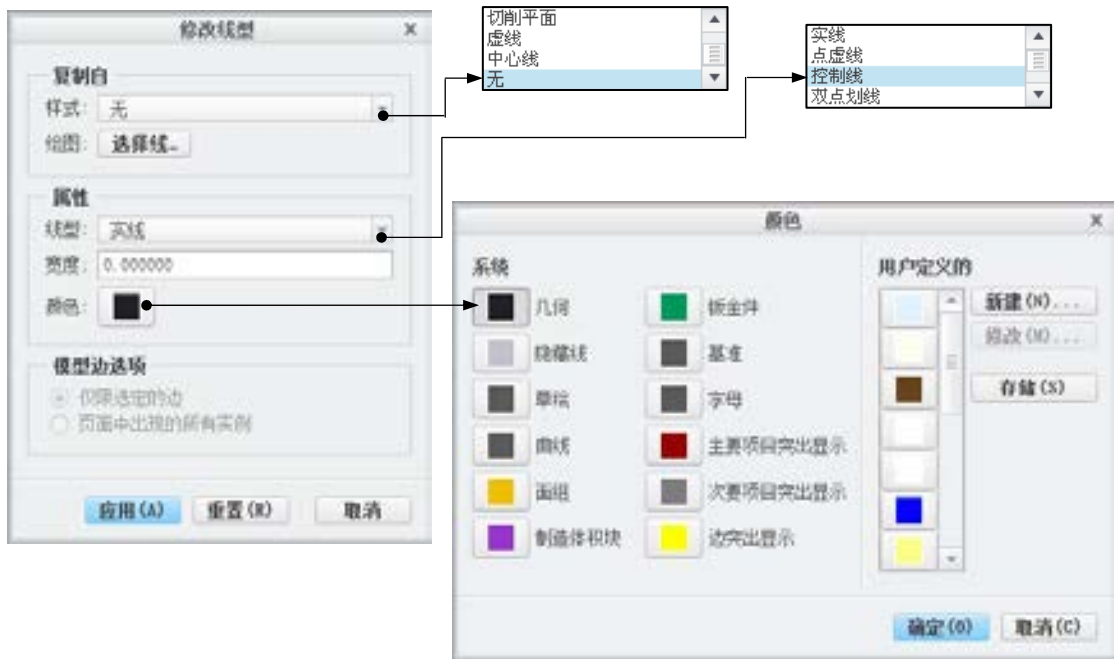 修改线型
复制自
样式: 无
绘图: 选择线...
属性
线型: 实线
宽度: 0.000000
颜色:
模型边选项
仅限选定的边
页面中出现的所有实例
应用(A) 重置(R) 取消
切削平面
虚线
中心线
无
实线
点虚线
控制线
双点划线
颜色
系统
几何 钣金件
隐藏线 基准
草绘 字母
曲线 主要项目突出显示
面组 次要项目突出显示
制造体积块 边突出显示
用户定义的
新建(N)...
修改(M)...
存储(S)
确定(O) 取消(C)